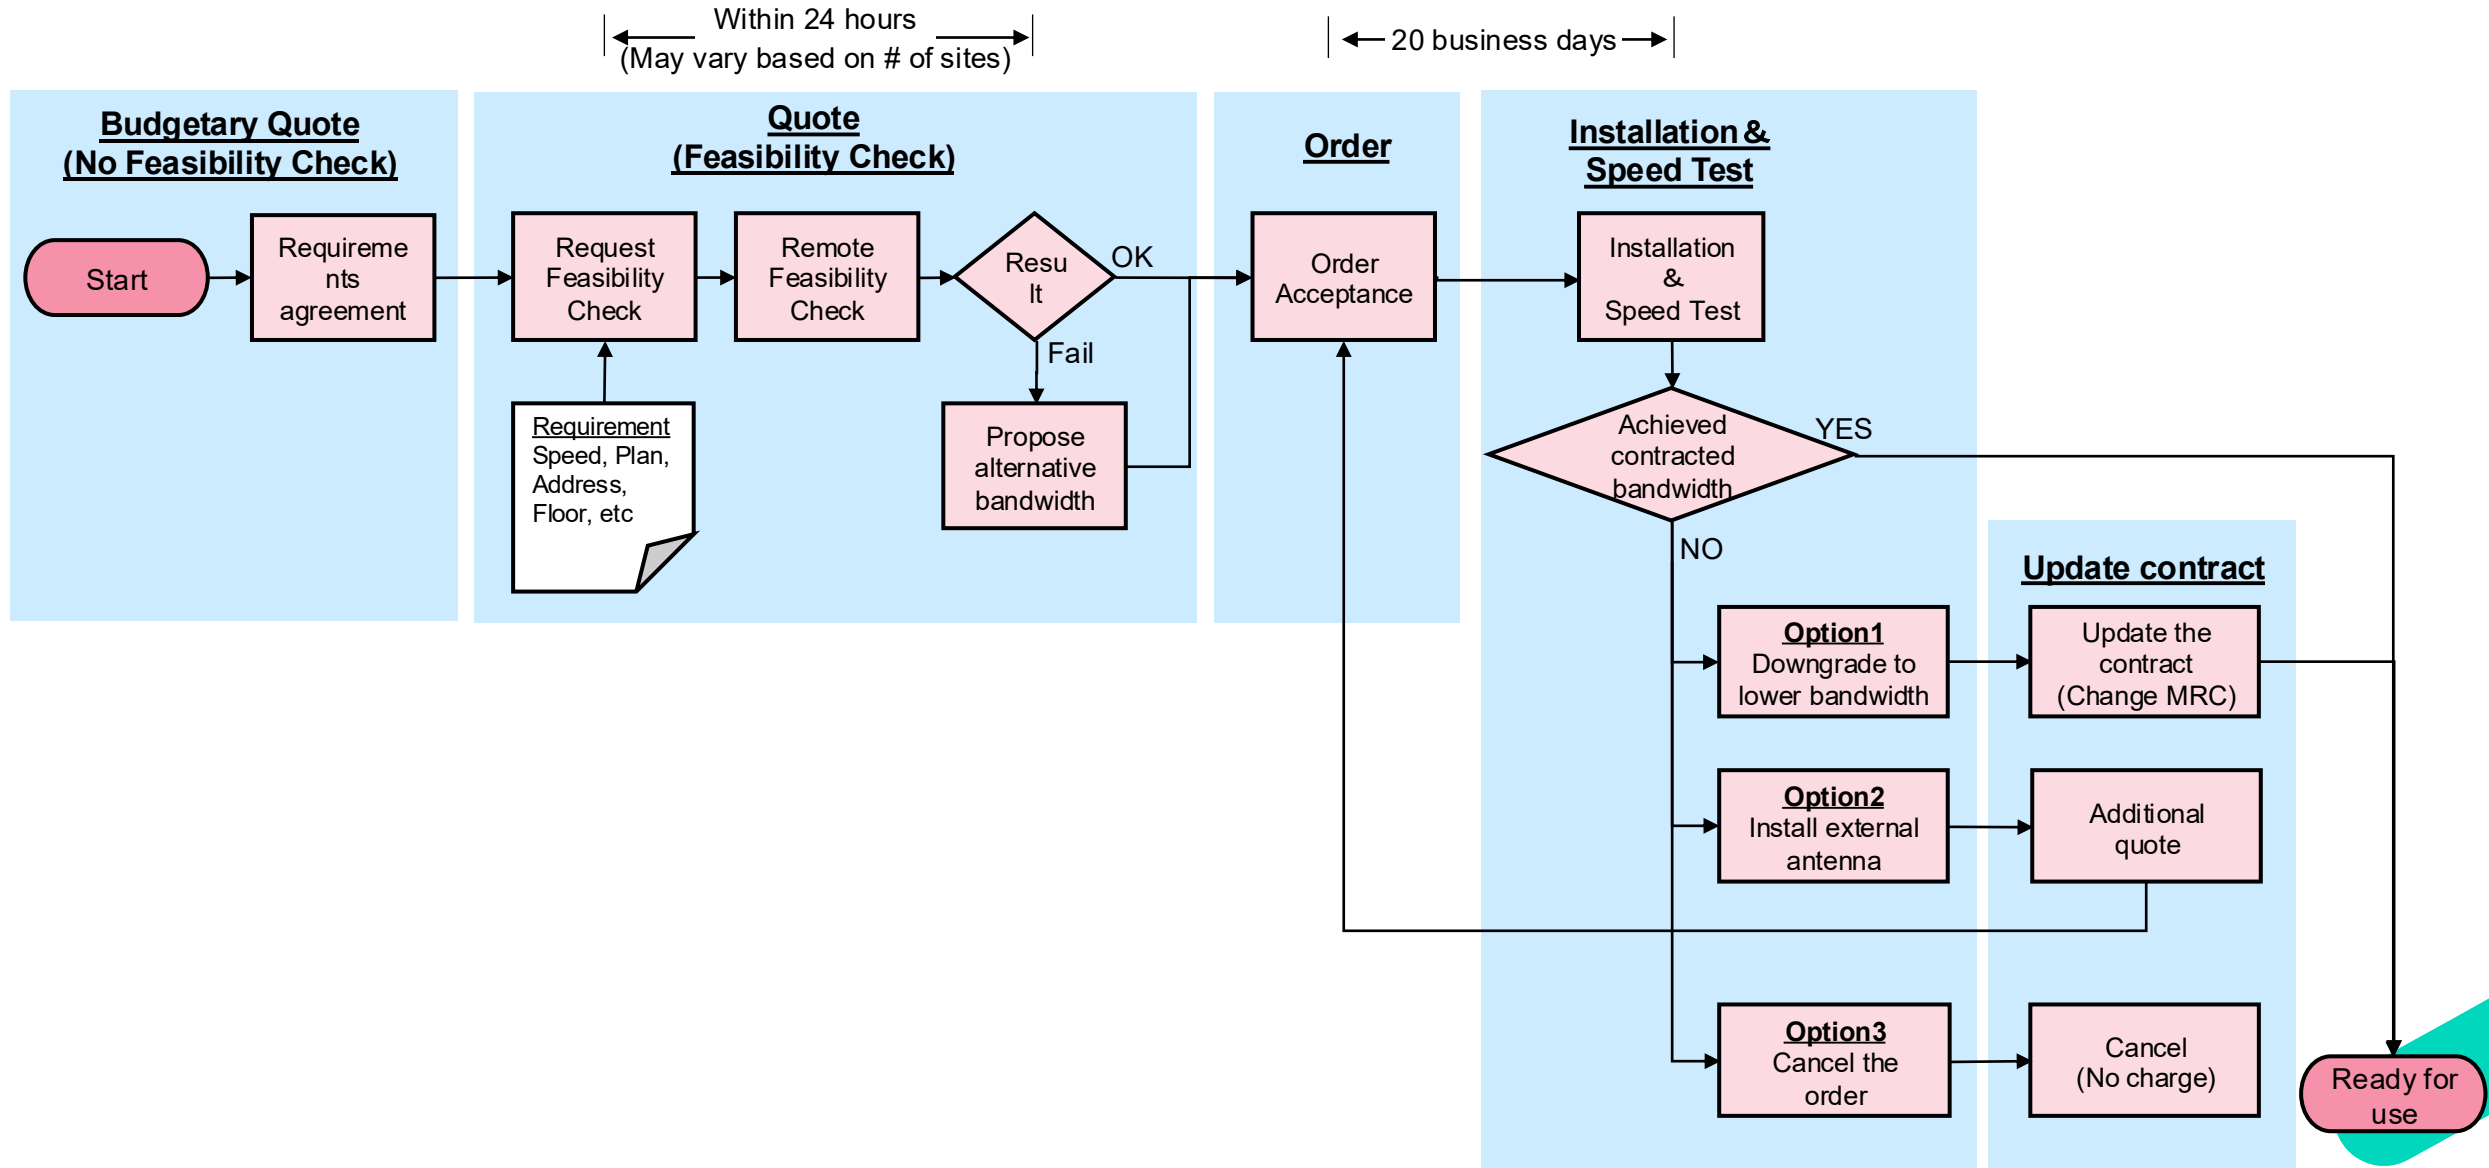 Within 24 hours
(May vary based on # of sites)
20 business days
Budgetary Quote
(No Feasibility Check)
Quote
(Feasibility Check)
Order
Installation &
Speed Test
Start
Requireme
nts
agreement
Request
Feasibility
Check
Remote
Feasibility
Check
Resu
lt
OK
Fail
Order
Acceptance
Installation
&
Speed Test
Requirement
Speed, Plan,
Address,
Floor, etc
Propose
alternative
bandwidth
Achieved
contracted
bandwidth
YES
NO
Update contract
Option1
Downgrade to
lower bandwidth
Update the
contract
(Change MRC)
Option2
Install external
antenna
Additional
quote
Option3
Cancel the
order
Cancel
(No charge)
Ready for
use